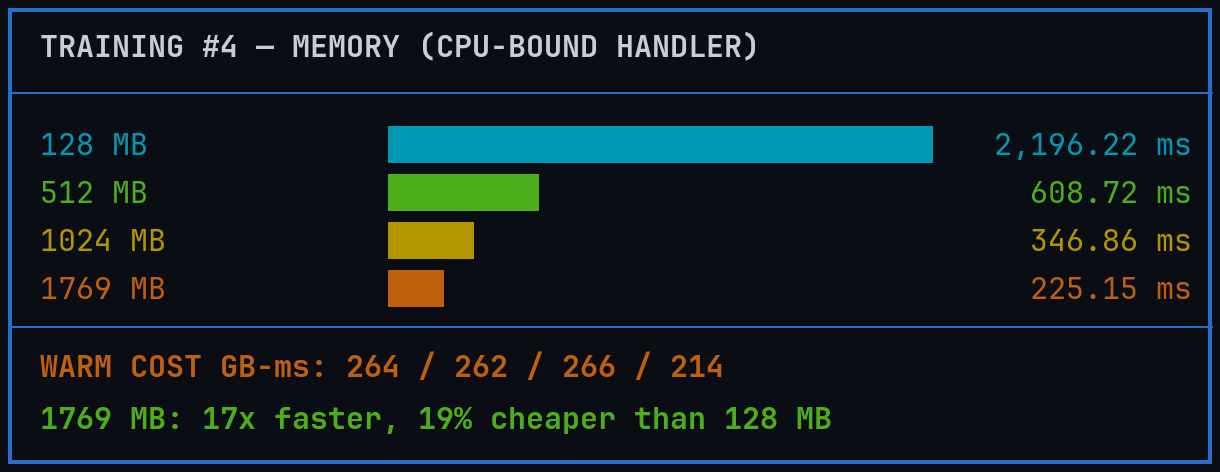 TRAINING #4 — MEMORY (CPU-BOUND HANDLER)
128 MB 2,196.22 ms
512 MB 608.72 ms
1024 MB 346.86 ms
1769 MB 225.15 ms
WARM COST GB-ms: 264 / 262 / 266 / 214
1769 MB: 17x faster, 19% cheaper than 128 MB